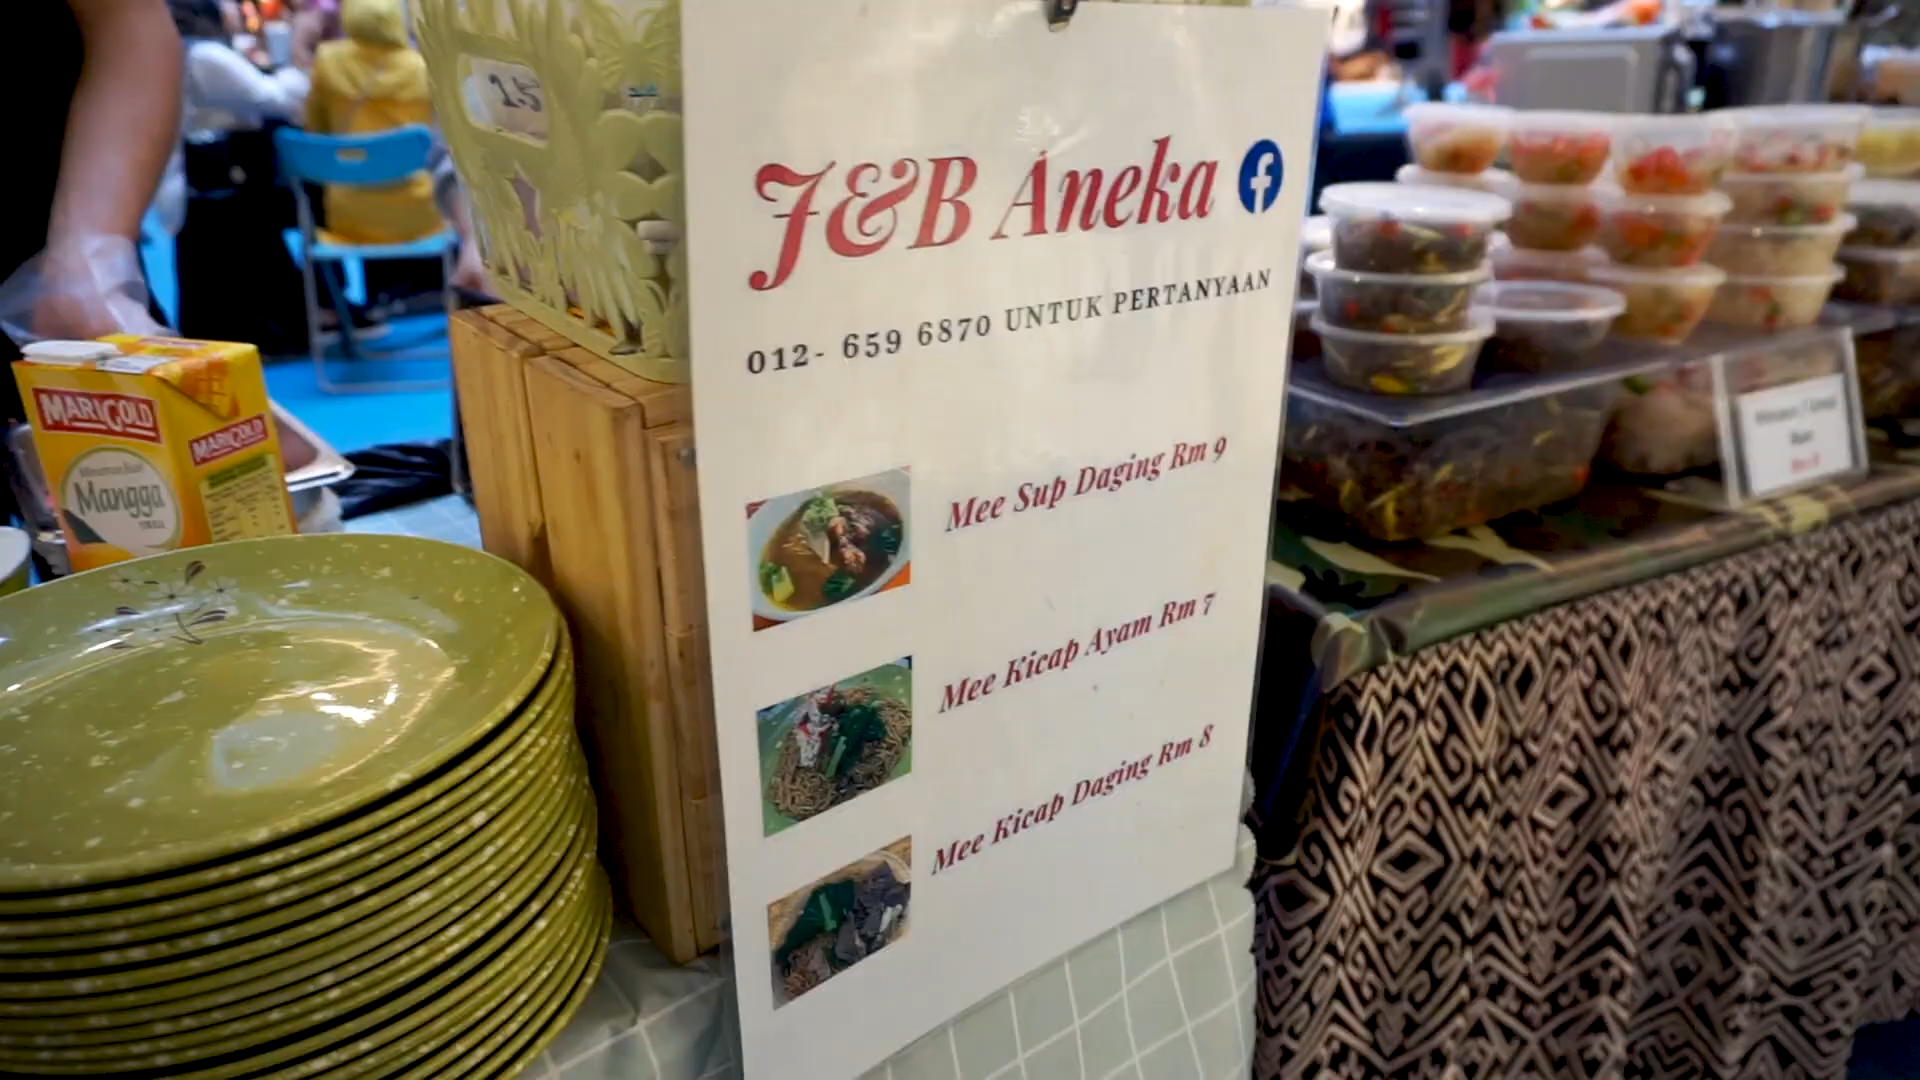 15
J&B Aneka
012- 659 6870 UNTUK PERTANYAAN
Mee Sup Daging Rm 9
Mee Kicap Ayam Rm 7
Mee Kicap Daging Rm 8
MARIGOLD
MARIGOLD
Mangga